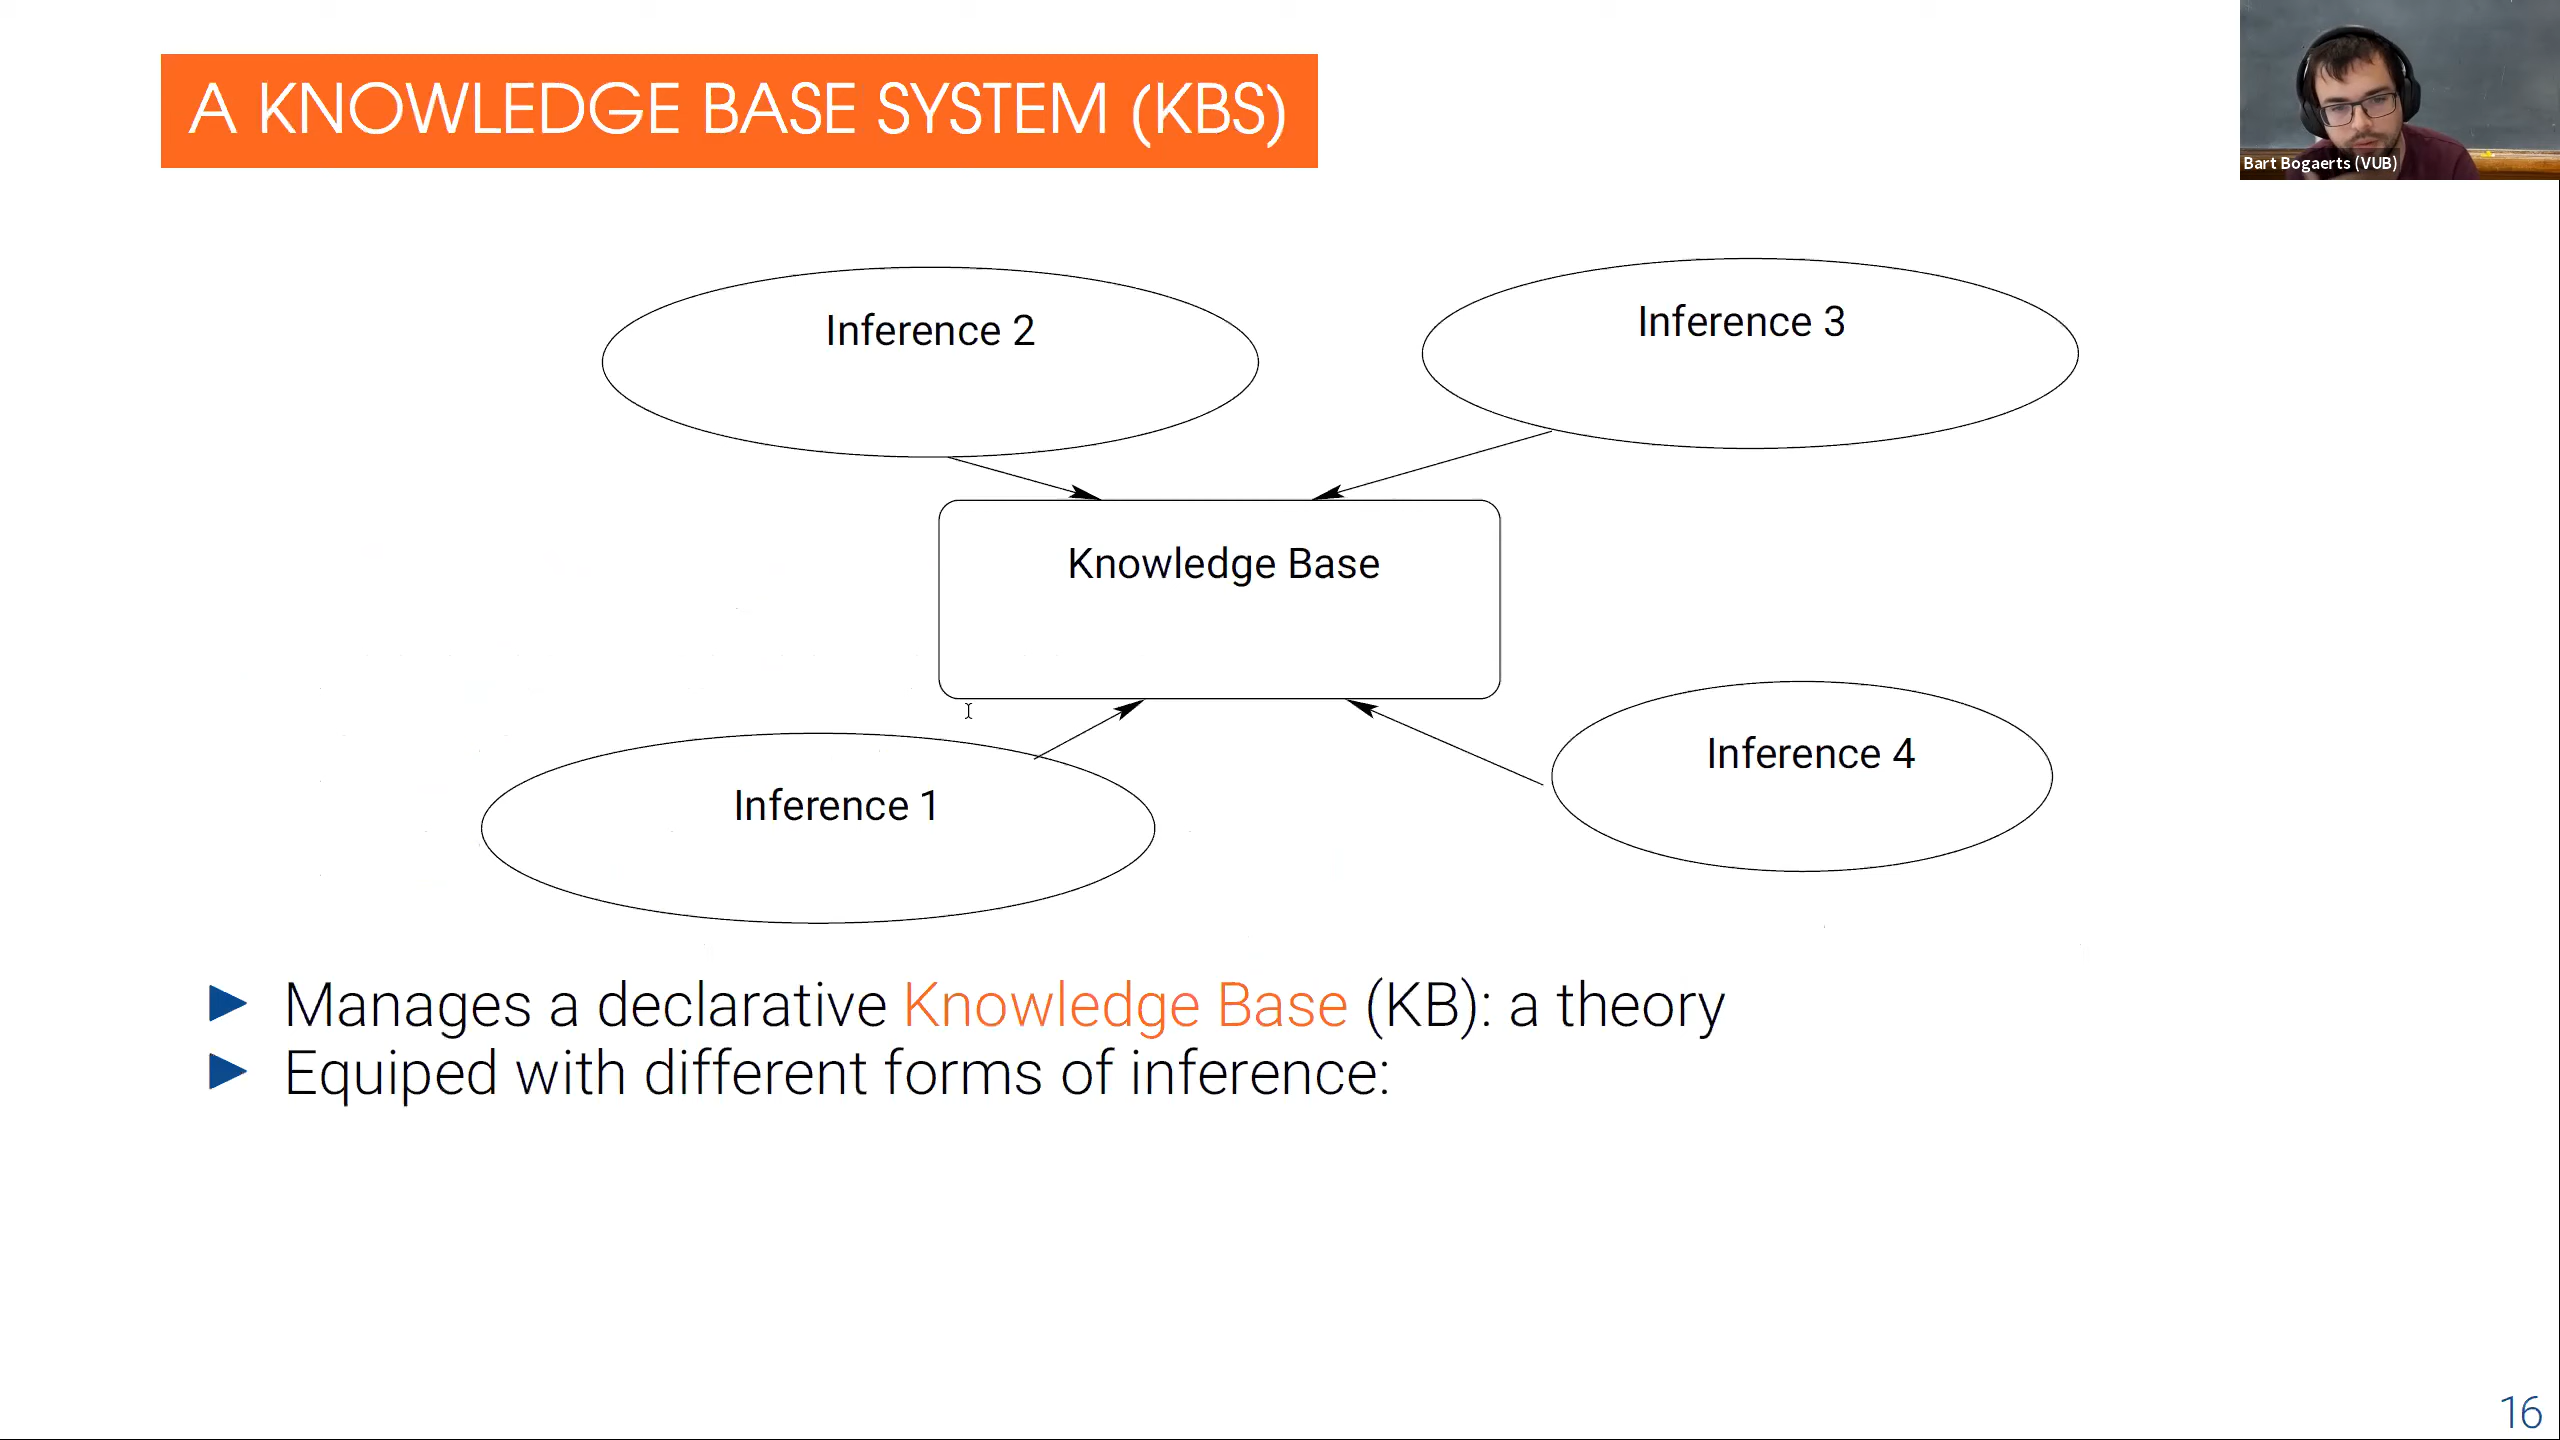 A KNOWLEDGE BASE SYSTEM (KBS)
Bart Bogaerts (VUB)
Inference 2
Inference 3
Knowledge Base
Inference 1
Inference 4
Manages a declarative Knowledge Base (KB): a theory
Equiped with different forms of inference:
16